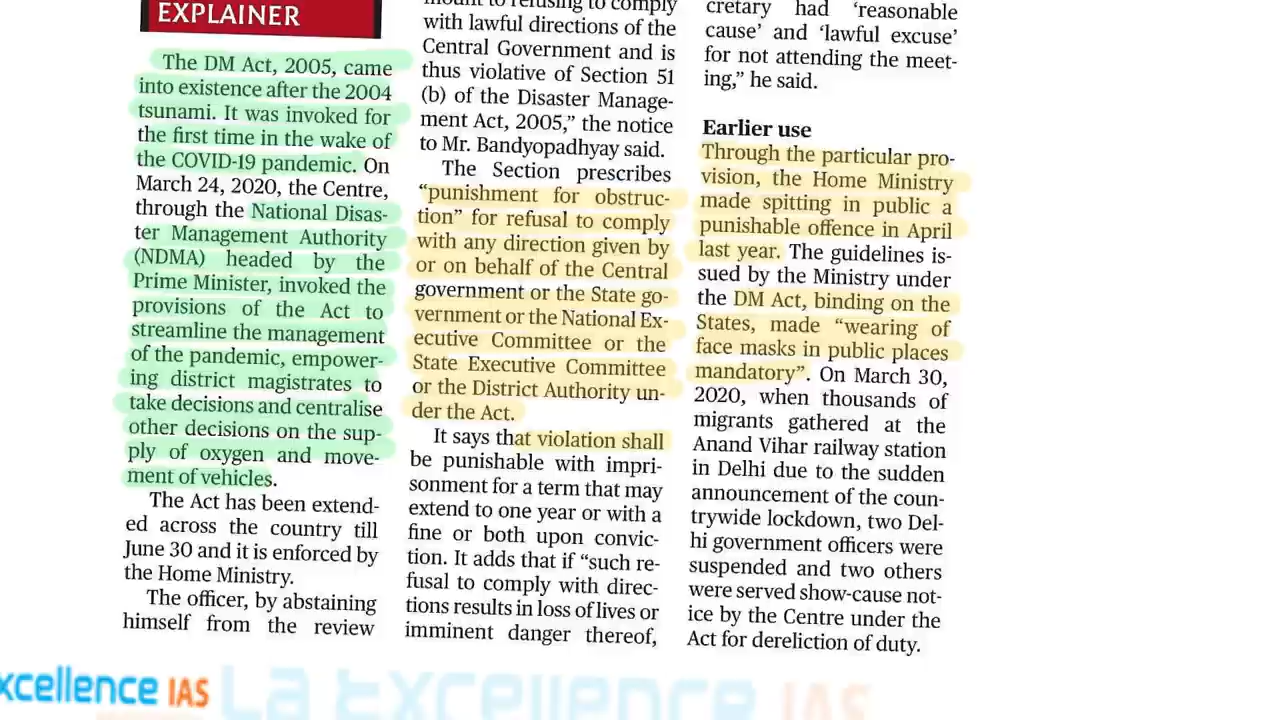 EXPLAINER
The DM Act, 2005, came
into existence after the 2004
tsunami. It was invoked for
the first time in the wake of
the COVID-19 pandemic. On
March 24, 2020, the Centre,
through the National Disas-
ter Management Authority
(NDMA) headed by the
Prime Minister, invoked the
provisions of the Act to
streamline the management
of the pandemic, empower-
ing district magistrates to
take decisions and centralise
other decisions on the sup-
ply of oxygen and move-
ment of vehicles.
The Act has been extend-
ed across the country till
June 30 and it is enforced by
the Home Ministry.
The officer, by abstaining
himself from the review
mount to refusing to comply
with lawful directions of the
Central Government and is
thus violative of Section 51
(b) of the Disaster Manage-
ment Act, 2005,” the notice
to Mr. Bandyopadhyay said.
The Section prescribes
“punishment for obstruc-
tion” for refusal to comply
with any direction given by
or on behalf of the Central
government or the State go-
vernment or the National Ex-
ecutive Committee or the
State Executive Committee
or the District Authority un-
der the Act.
It says that violation shall
be punishable with impri-
sonment for a term that may
extend to one year or with a
fine or both upon convic-
tion. It adds that if “such re-
fusal to comply with direc-
tions results in loss of lives or
imminent danger thereof,
cretary had ‘reasonable
cause’ and ‘lawful excuse’
for not attending the meet-
ing,” he said.
Earlier use
Through the particular pro-
vision, the Home Ministry
made spitting in public a
punishable offence in April
last year. The guidelines is-
sued by the Ministry under
the DM Act, binding on the
States, made “wearing of
face masks in public places
mandatory”. On March 30,
2020, when thousands of
migrants gathered at the
Anand Vihar railway station
in Delhi due to the sudden
announcement of the coun-
trywide lockdown, two Del-
hi government officers were
suspended and two others
were served show-cause not-
ice by the Centre under the
Act for dereliction of duty.
xcellence IAS
La Excellence IAS